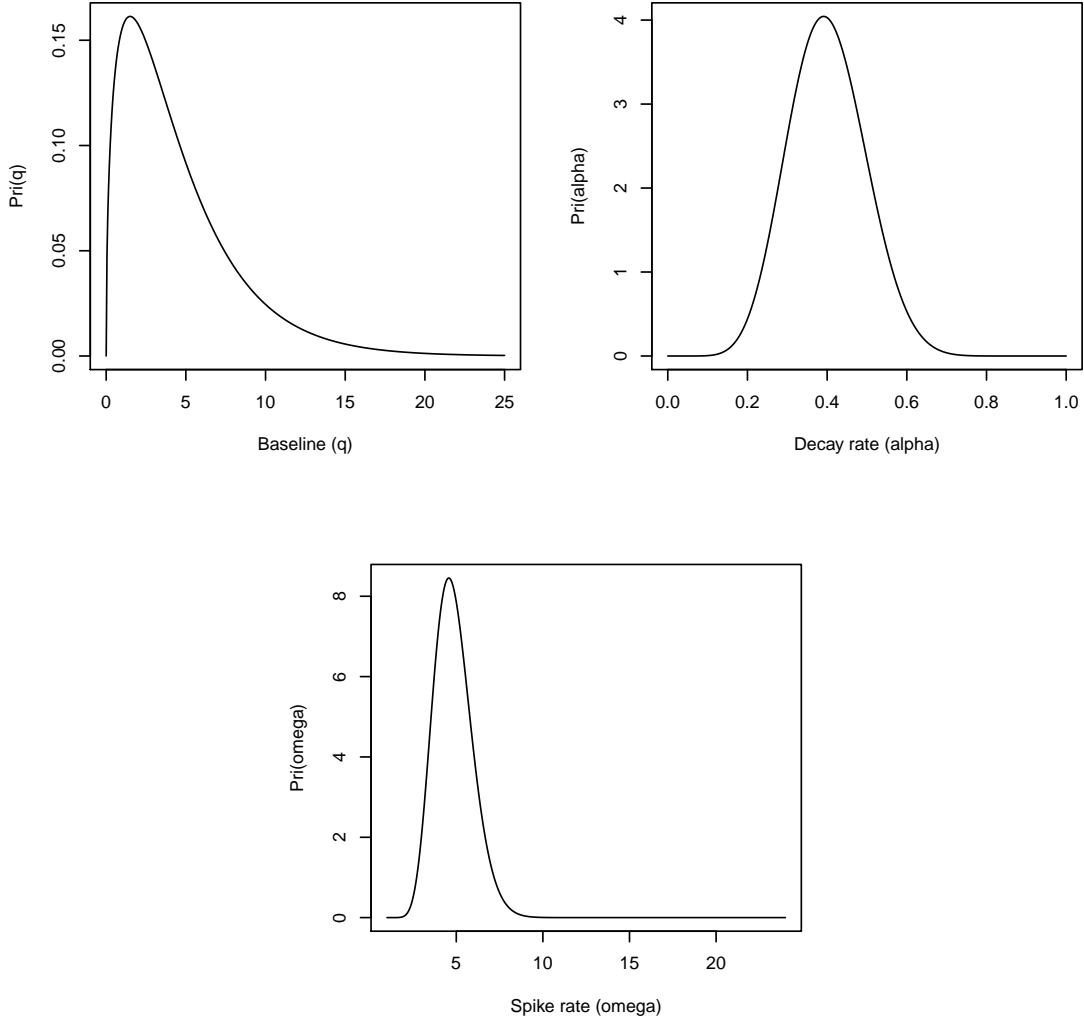 Pri(q)
0.15
0.10
0.05
0.00
0 5 10 15 20 25
Baseline (q)
Pri(alpha)
4
3
2
1
0
0.0 0.2 0.4 0.6 0.8 1.0
Decay rate (alpha)
Pri(omega)
8
6
4
2
0
5 10 15 20
Spike rate (omega)